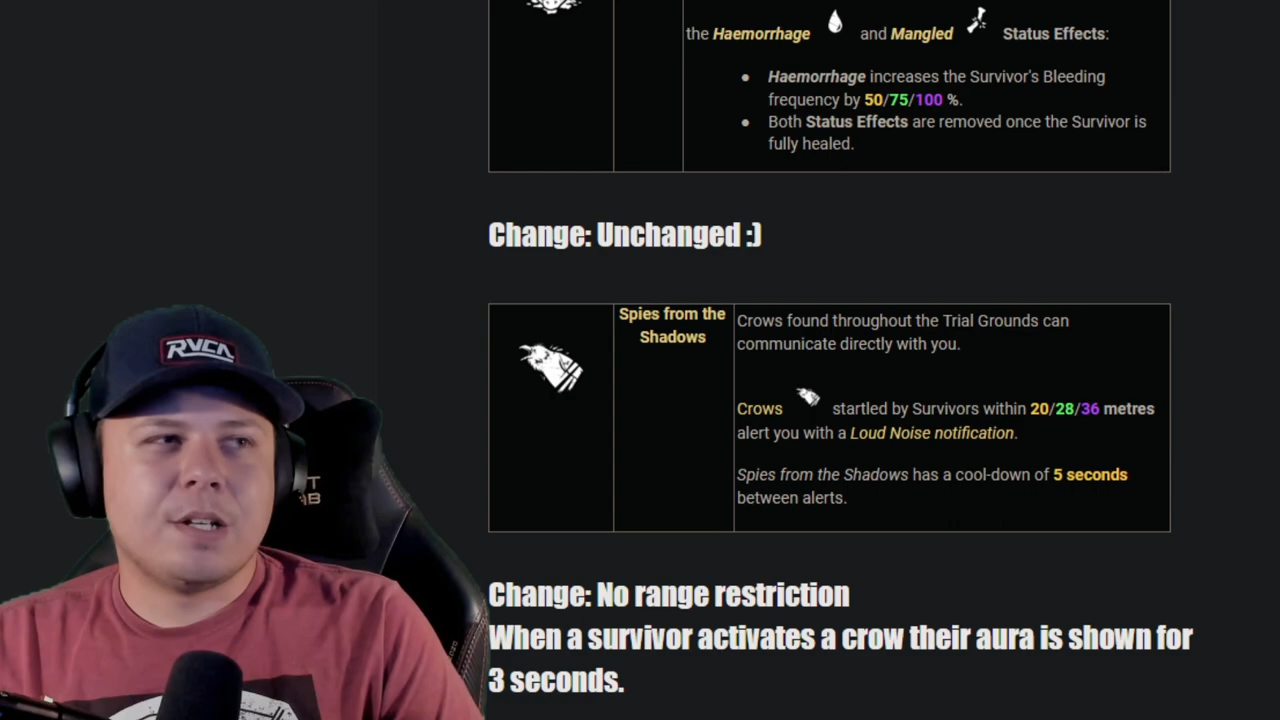 the Haemorrhage and Mangled Status Effects:
● Haemorrhage increases the Survivor's Bleeding
frequency by 50/75/100 %.
● Both Status Effects are removed once the Survivor is
fully healed.
Change: Unchanged :)
Spies from the
Shadows
Crows found throughout the Trial Grounds can
communicate directly with you.
Crows startled by Survivors within 20/28/36 metres
alert you with a Loud Noise notification.
Spies from the Shadows has a cool-down of 5 seconds
between alerts.
Change: No range restriction
When a survivor activates a crow their aura is shown for
3 seconds.
RVCA